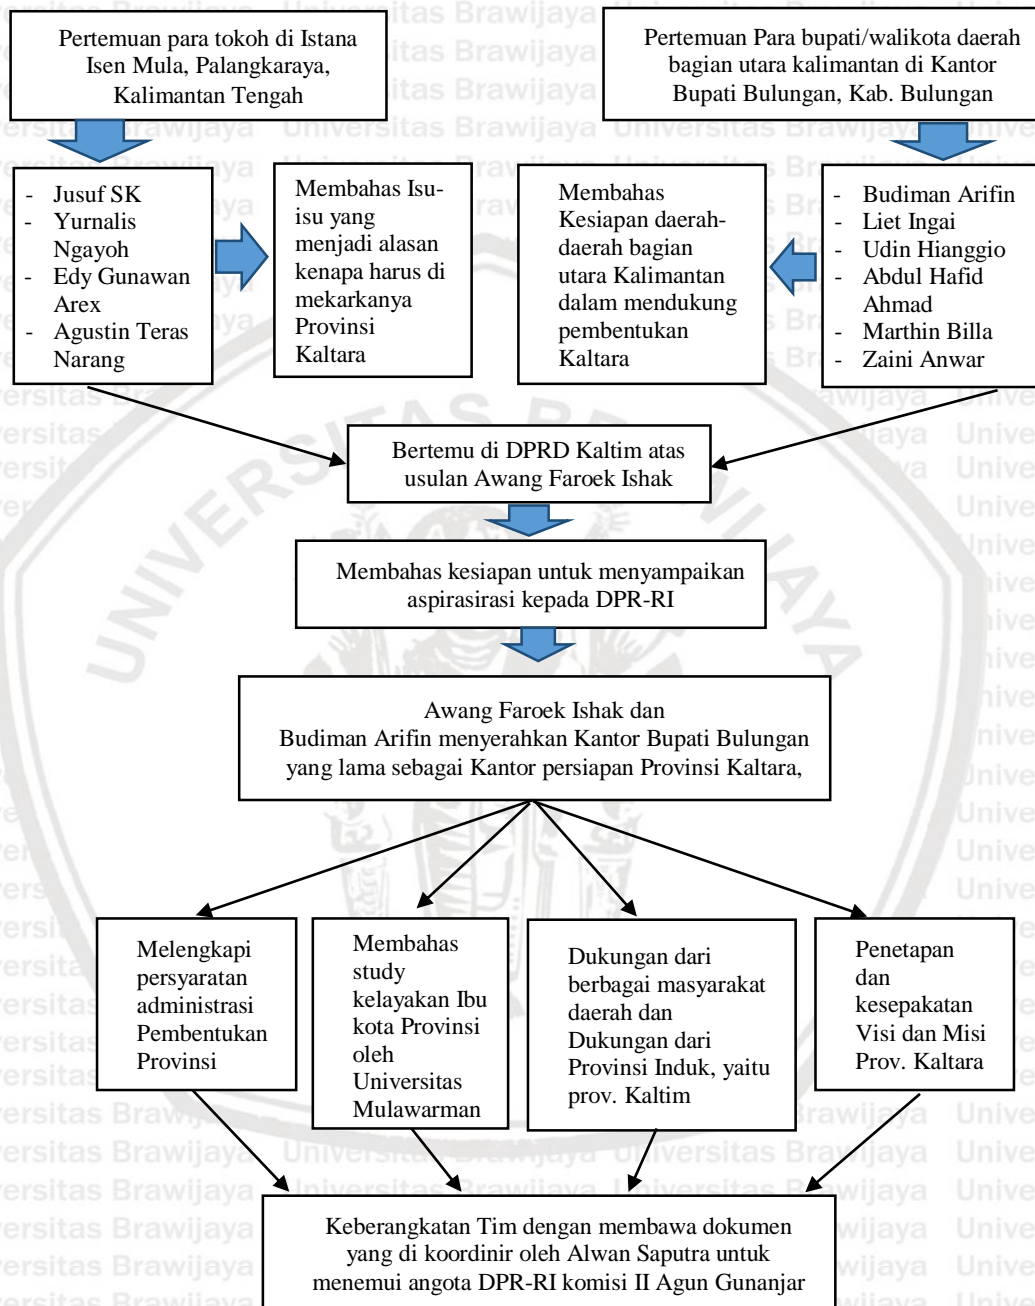 Pertemuan para tokoh di Istana
Isen Mula, Palangkaraya,
Kalimantan Tengah
Pertemuan Para bupati/walikota daerah
bagian utara kalimantan di Kantor
Bupati Bulungan, Kab. Bulungan
- Jusuf SK
- Yurnalis
Ngayoh
- Edy Gunawan
Arex
- Agustin Teras
Narang
Membahas Isu-
isu yang
menjadi alasan
kenapa harus di
mekarkanya
Provinsi
Kaltara
Membahas
Kesiapan daerah-
daerah bagian
utara Kalimantan
dalam mendukung
pembentukan
Kaltara
- Budiman Arifin
- Liet Ingai
- Udin Hianggio
- Abdul Hafid
Ahmad
- Marthin Billa
- Zaini Anwar
Bertemu di DPRD Kaltim atas
usulan Awang Faroek Ishak
Membahas kesiapan untuk menyampaikan
aspirasirasi kepada DPR-RI
Awang Faroek Ishak dan
Budiman Arifin menyerahkan Kantor Bupati Bulungan
yang lama sebagai Kantor persiapan Provinsi Kaltara,
Melengkapi
persyaratan
administrasi
Pembentukan
Provinsi
Membahas
study
kelayakan Ibu
kota Provinsi
oleh
Universitas
Mulawarman
Dukungan dari
berbagai masyarakat
daerah dan
Dukungan dari
Provinsi Induk, yaitu
prov. Kaltim
Penetapan
dan
kesepakatan
Visi dan Misi
Prov. Kaltara
Keberangkatan Tim dengan membawa dokumen
yang di koordinir oleh Alwan Saputra untuk
menemui angota DPR-RI komisi II Agun Gunanjar
UNIVERSITAS BRAWIJAYA